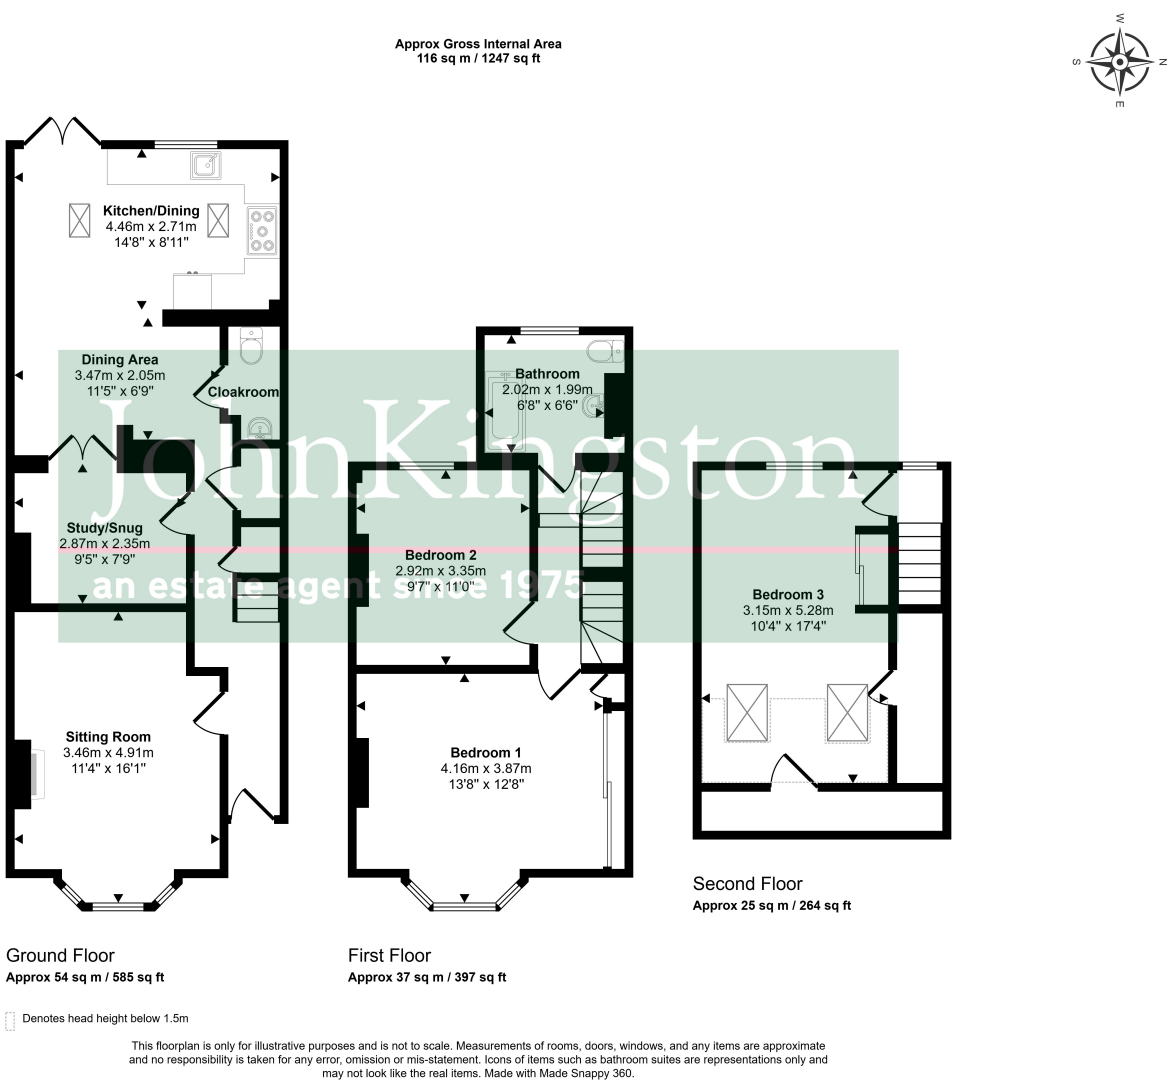 Approx Gross Internal Area
116 sq m / 1247 sq ft
W
S
N
E
Kitchen/Dining
4.46m x 2.71m
14'8" x 8'11"
Dining Area
3.47m x 2.05m
11'5" x 6'9"
Cloakroom
Bathroom
2.02m x 1.99m
6'8" x 6'6"
JohnKingston
an estate agent since 1975
Study/Snug
2.87m x 2.35m
9'5" x 7'9"
Bedroom 2
2.92m x 3.35m
9'7" x 11'0"
Bedroom 3
3.15m x 5.28m
10'4" x 17'4"
Sitting Room
3.46m x 4.91m
11'4" x 16'1"
Bedroom 1
4.16m x 3.87m
13'8" x 12'8"
Second Floor
Approx 25 sq m / 264 sq ft
Ground Floor
Approx 54 sq m / 585 sq ft
First Floor
Approx 37 sq m / 397 sq ft
Denotes head height below 1.5m
This floorplan is only for illustrative purposes and is not to scale. Measurements of rooms, doors, windows, and any items are approximate
and no responsibility is taken for any error, omission or mis-statement. Icons of items such as bathroom suites are representations only and
may not look like the real items. Made with Made Snappy 360.